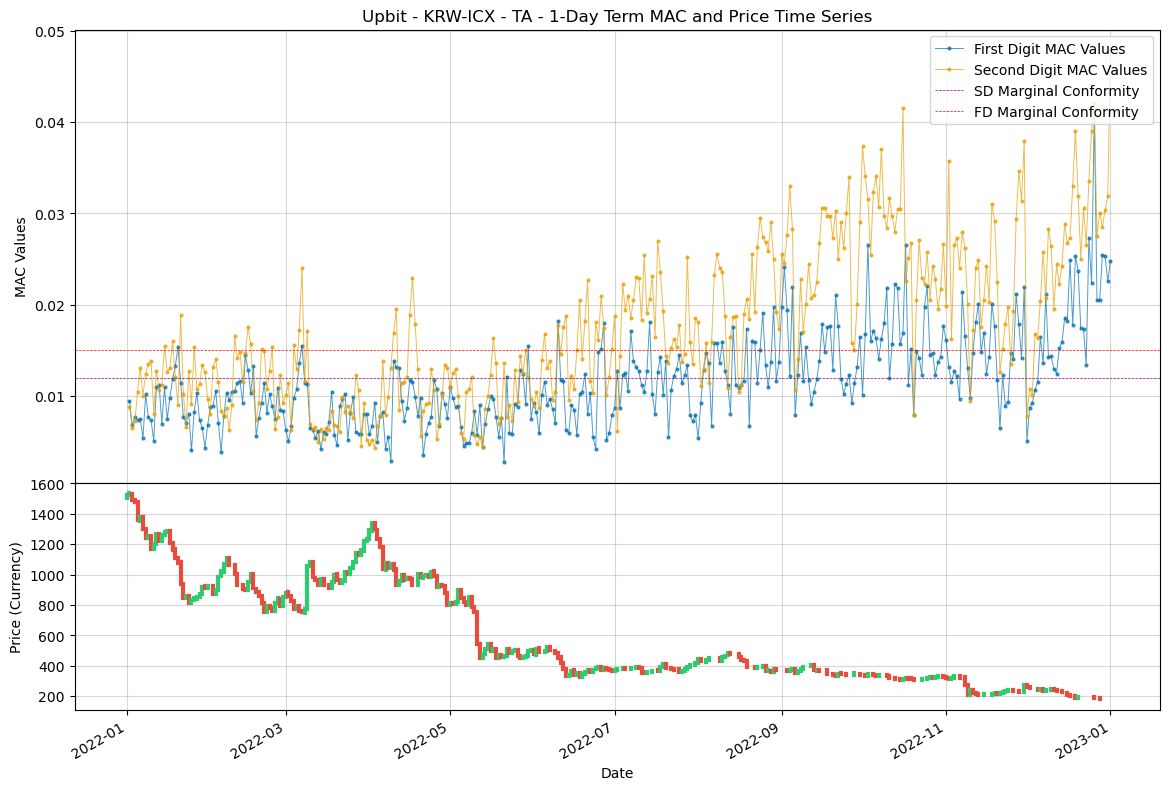 Upbit - KRW-ICX - TA - 1-Day Term MAC and Price Time Series
0.05
0.04
0.03
0.02
0.01
MAC Values
First Digit MAC Values
Second Digit MAC Values
SD Marginal Conformity
FD Marginal Conformity
1600
1400
1200
1000
800
600
400
200
Price (Currency)
2022-01
2022-03
2022-05
2022-07
2022-09
2022-11
2023-01
Date